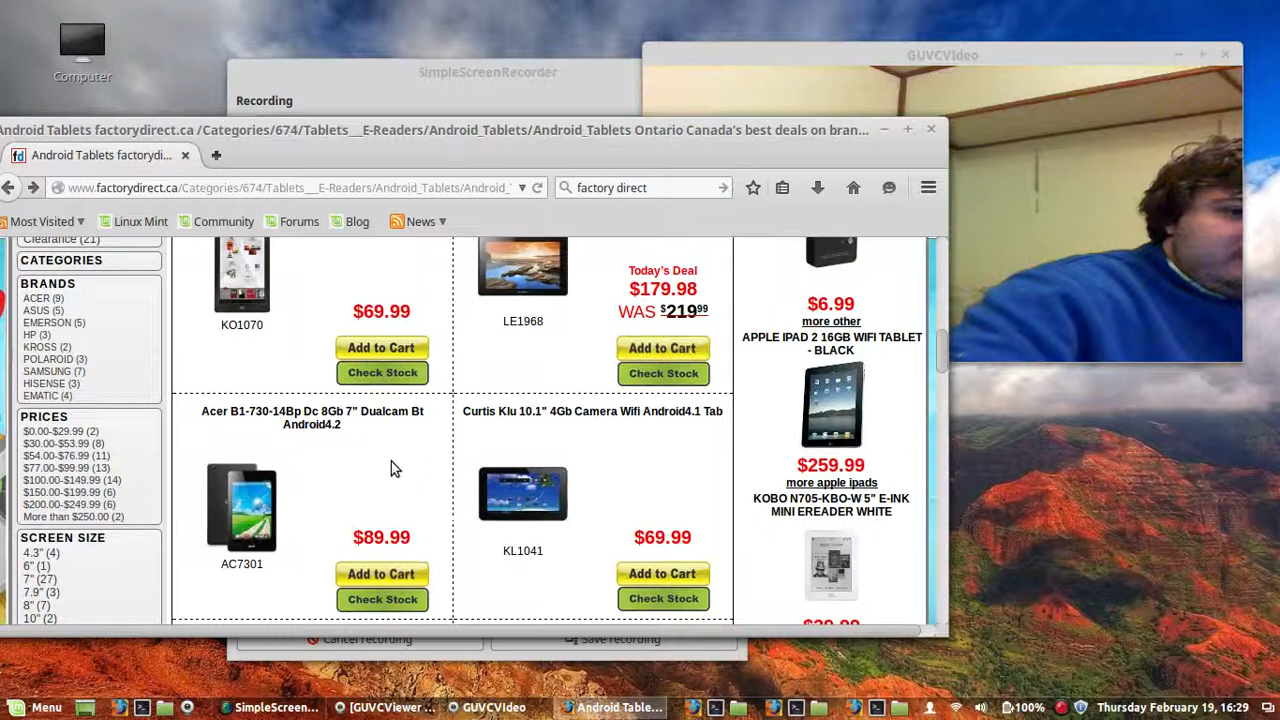 Computer
SimpleScreenRecorder
Recording
GUVCVIdeo
Android Tablets factorydirect.ca /Categories/674/Tablets__E-Readers/Android_Tablets/Android_Tablets Ontario Canada's best deals on bran...
fd Android Tablets factorydi...
www.factorydirect.ca/Categories/674/Tablets__E-Readers/Android_Tablets/Android_
factory direct
Most Visited
Linux Mint
Community
Forums
Blog
News
Clearance (21)
CATEGORIES
BRANDS
ACER (9)
ASUS (5)
EMERSON (5)
HP (3)
KROSS (2)
POLAROID (3)
SAMSUNG (7)
HISENSE (3)
EMATIC (4)
PRICES
$0.00-$29.99 (2)
$30.00-$53.99 (8)
$54.00-$76.99 (11)
$77.00-$99.99 (13)
$100.00-$149.99 (14)
$150.00-$199.99 (6)
$200.00-$249.99 (6)
More than $250.00 (2)
SCREEN SIZE
4.3" (4)
6" (1)
7" (27)
7.9" (3)
8" (7)
10" (2)
KO1070
$69.99
Add to Cart
Check Stock
LE1968
Today's Deal
$179.98
WAS $219.99
Add to Cart
Check Stock
Acer B1-730-14Bp Dc 8Gb 7" Dualcam Bt
Android4.2
AC7301
$89.99
Add to Cart
Check Stock
Curtis Klu 10.1" 4Gb Camera Wifi Android4.1 Tab
KL1041
$69.99
Add to Cart
Check Stock
$6.99
more other
APPLE IPAD 2 16GB WIFI TABLET
- BLACK
$259.99
more apple ipads
KOBO N705-KBO-W 5" E-INK
MINI EREADER WHITE
Cancel recording
Save recording
Menu
SimpleScreen...
[GUVCViewer ...
GUVCVIdeo
Android Table...
100%
Thursday February 19, 16:29